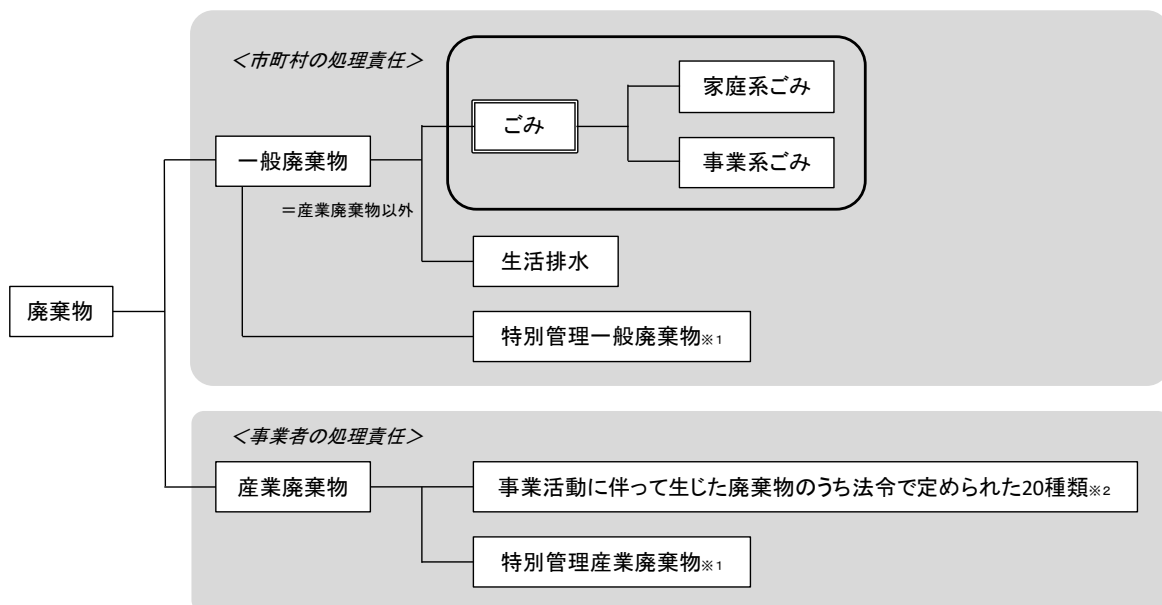 ＜市町村の処理責任＞
家庭系ごみ
ごみ
事業系ごみ
一般廃棄物
＝産業廃棄物以外
生活排水
廃棄物
特別管理一般廃棄物※1
＜事業者の処理責任＞
産業廃棄物
事業活動に伴って生じた廃棄物のうち法令で定められた20種類※2
特別管理産業廃棄物※1